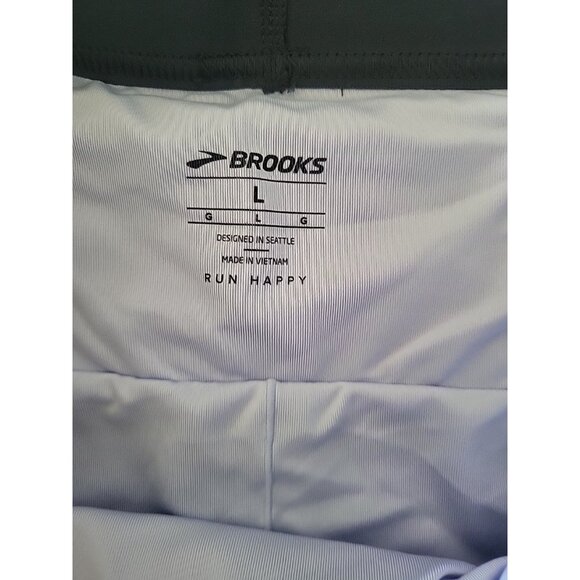 BROOKS
L
G L G
DESIGNED IN SEATTLE
MADE IN VIETNAM
RUN HAPPY